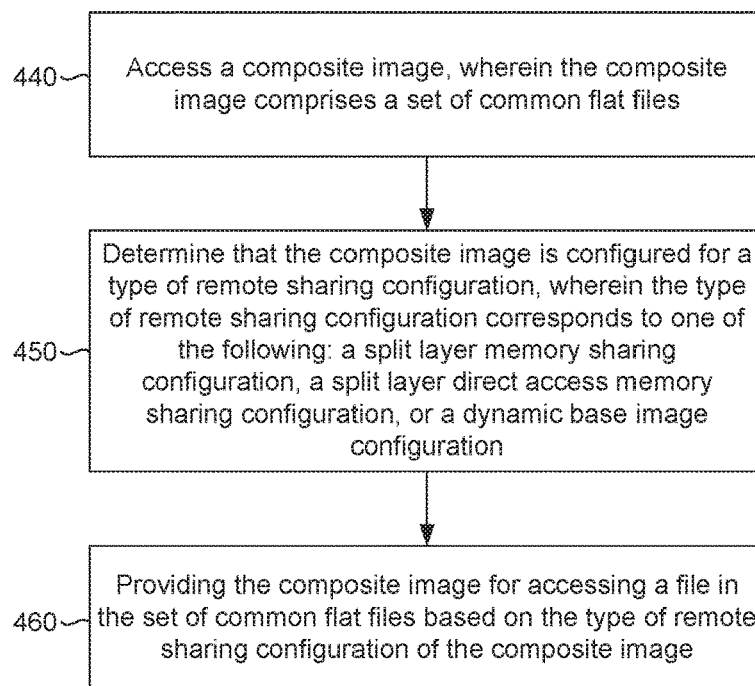 440
Access a composite image, wherein the composite
image comprises a set of common flat files
450
Determine that the composite image is configured for a
type of remote sharing configuration, wherein the type
of remote sharing configuration corresponds to one of
the following: a split layer memory sharing
configuration, a split layer direct access memory
sharing configuration, or a dynamic base image
configuration
460
Providing the composite image for accessing a file in
the set of common flat files based on the type of remote
sharing configuration of the composite image